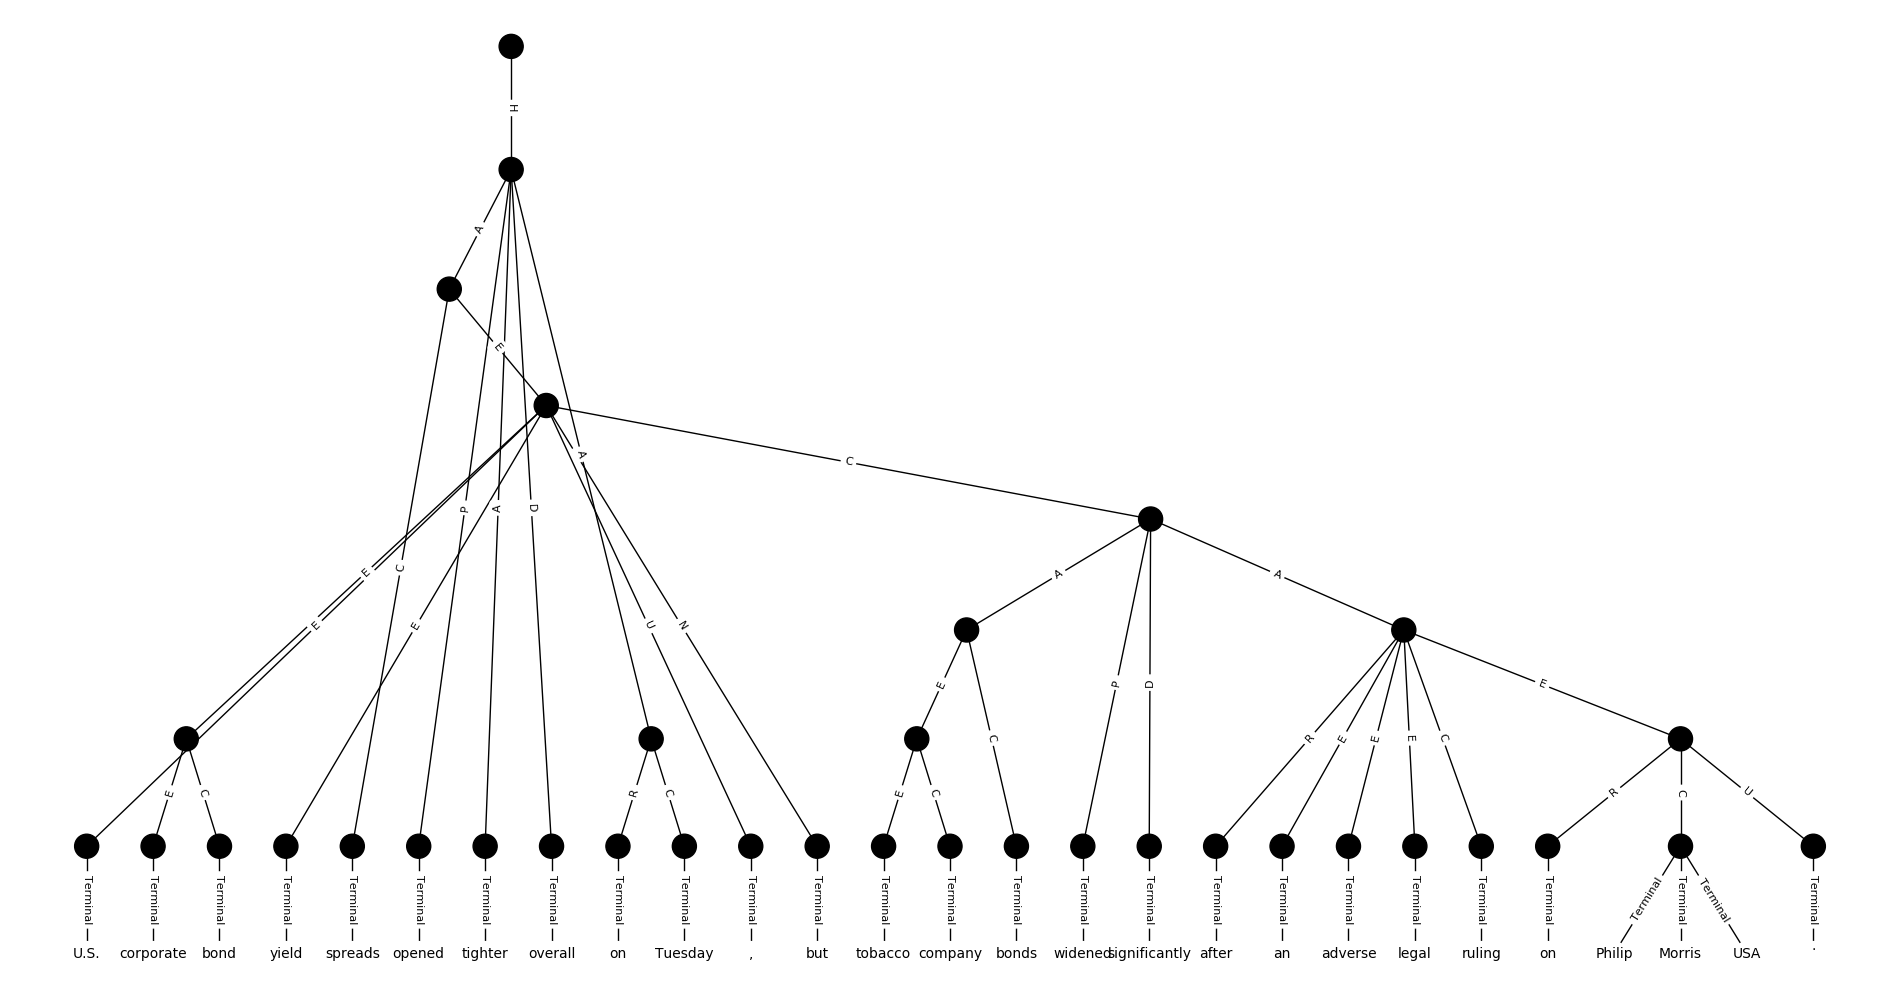 H
A
E
A
C
A
A
E
E
C
P
A
D
E
U
N
E
P
D
E
R
E
E
E
C
C
E
C
R
C
E
C
R
C
U
Terminal Terminal Terminal Terminal Terminal Terminal Terminal Terminal Terminal Terminal Terminal Terminal Terminal Terminal Terminal Terminal Terminal Terminal Terminal Terminal Terminal Terminal Terminal Terminal Terminal Terminal Terminal
U.S. corporate bond yield spreads opened tighter overall on Tuesday , but tobacco company bonds widened significantly after an adverse legal ruling on Philip Morris USA .